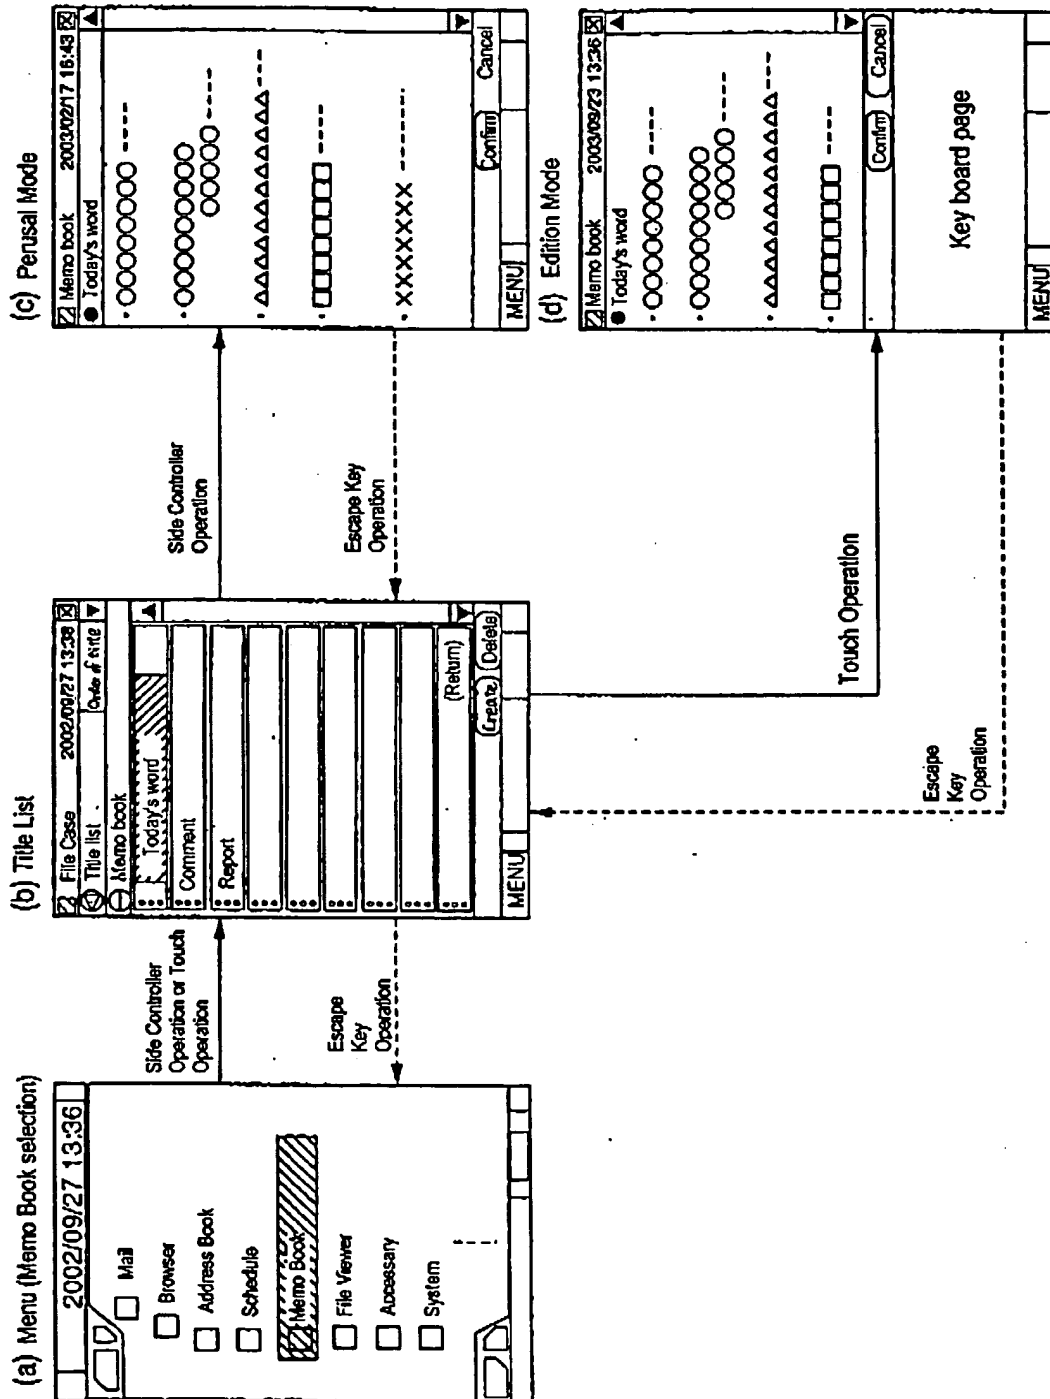 (a) Menu (Memo Book selection)
2002/09/27 13:36
Mail
Browser
Address Book
Schedule
Memo Book
File Viewer
Accessary
System
Side Controller
Operation or Touch
Operation
Escape
Key
Operation
(b) Title List
File Case 2002/09/27 13:38
Title list Order of title
Memo book
Today's word
Comment
Report
(Return)
Create Delete
MENU
Side Controller
Operation
Escape Key
Operation
Touch Operation
Escape
Key
Operation
(c) Perusal Mode
Memo book 2003/02/17 16:43
● Today's word
· ○○○○○○○○ ----
· ○○○○○○○○
○○○○○ ----
· △△△△△△△△△△△ ---
· □□□□□□□□ ----
· XXXXXXXX -----
Confirm Cancel
MENU
(d) Edition Mode
Memo book 2003/09/23 13:36
● Today's word
· ○○○○○○○○ ----
· ○○○○○○○○
○○○○○ ----
· △△△△△△△△△△△ ---
· □□□□□□□□ ----
Confirm Cancel
Key board page
MENU